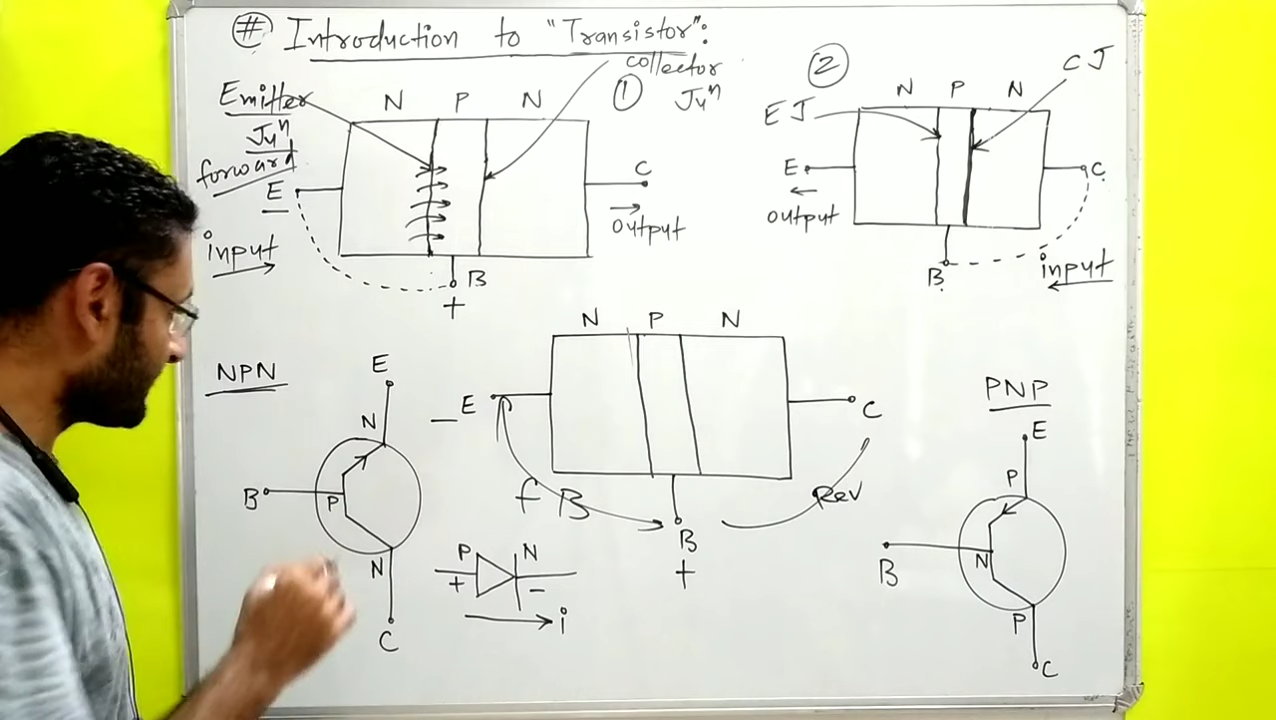 # Introduction to "Transistor":
Emitter
Juⁿ
forward
E
input
N P N
collector
Juⁿ
1
C
output
B
+
2
N P N
EJ
CJ
E
output
C
input
B
NPN
E
N
B
P
N
C
N P N
− E
C
f B
Rev
B
+
P N
+ −
i
PNP
E
P
B
N
P
C